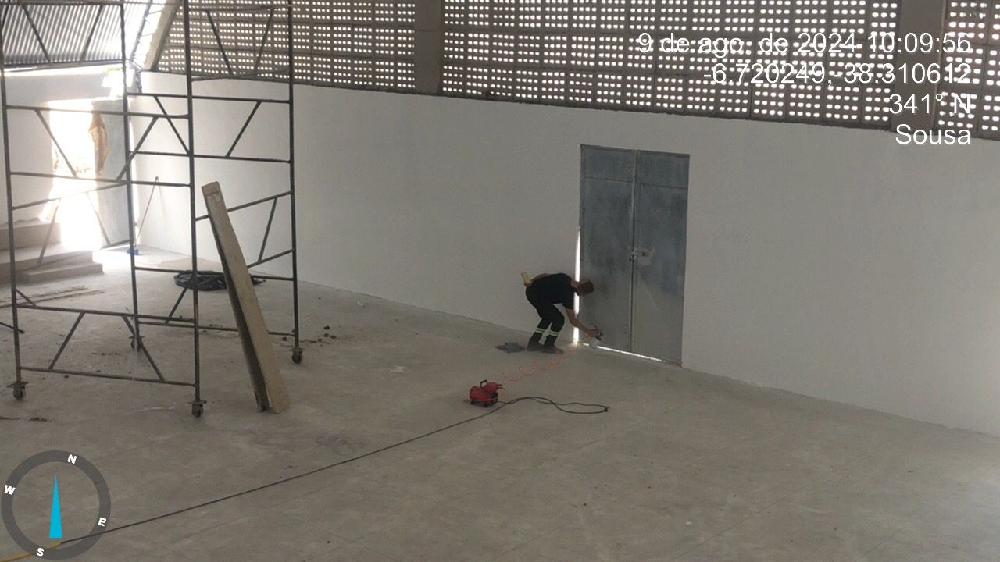 9 de ago. de 2024 10:09:56
-6.720249,-38.310612
341° N
Sousa
N
W
E
S